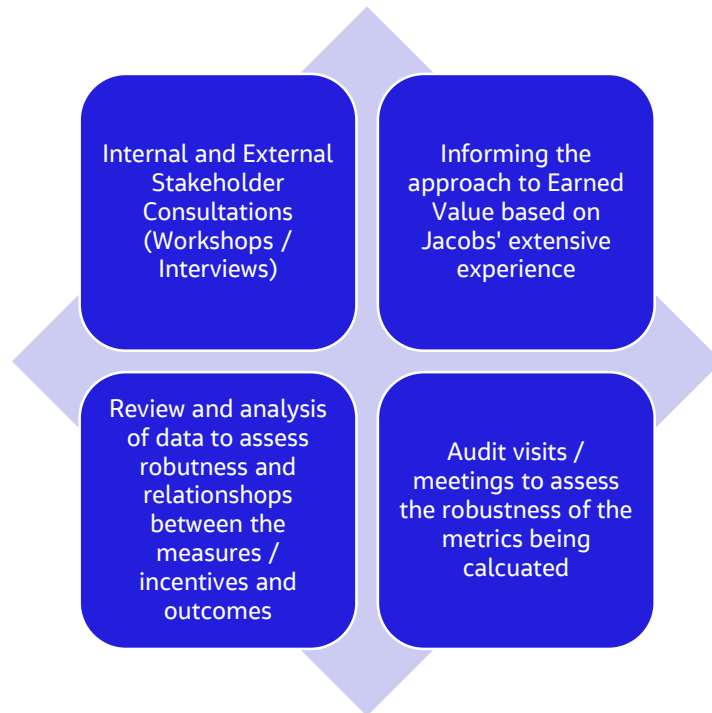 Internal and External
Stakeholder
Consultations
(Workshops /
Interviews)
Informing the
approach to Earned
Value based on
Jacobs' extensive
experience
Review and analysis
of data to assess
robutness and
relationshops
between the
measures /
incentives and
outcomes
Audit visits /
meetings to assess
the robustness of the
metrics being
calcuated